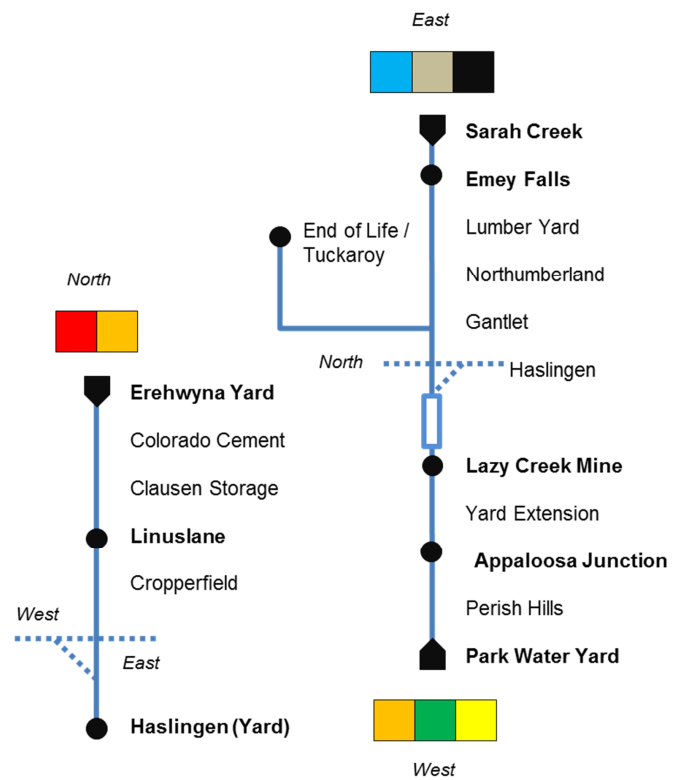 East
Sarah Creek
Emey Falls
Lumber Yard
End of Life /
Tuckaroy
Northumberland
Gantlet
North
Haslingen
Lazy Creek Mine
Yard Extension
Appaloosa Junction
Perish Hills
Park Water Yard
West
North
Erehwyna Yard
Colorado Cement
Clausen Storage
Linuslane
Cropperfield
West
East
Haslingen (Yard)